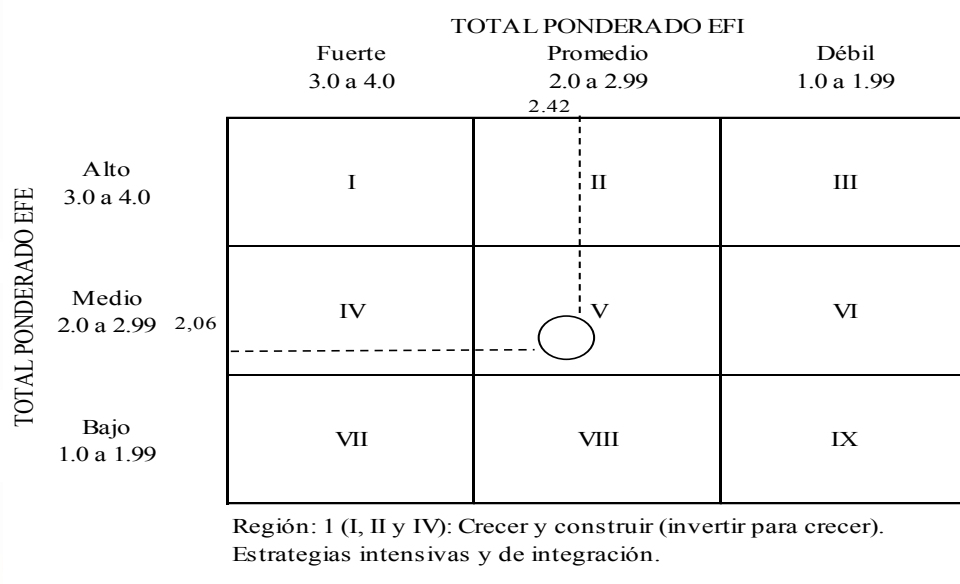 TOTAL PONDERADO EFI
Fuerte Promedio Débil
3.0 a 4.0 2.0 a 2.99 1.0 a 1.99
2.42
TOTAL PONDERADO EFE
Alto
3.0 a 4.0
I II III
Medio
2.0 a 2.99 2,06
IV V VI
Bajo
1.0 a 1.99
VII VIII IX
Región: 1 (I, II y IV): Crecer y construir (invertir para crecer).
Estrategias intensivas y de integración.